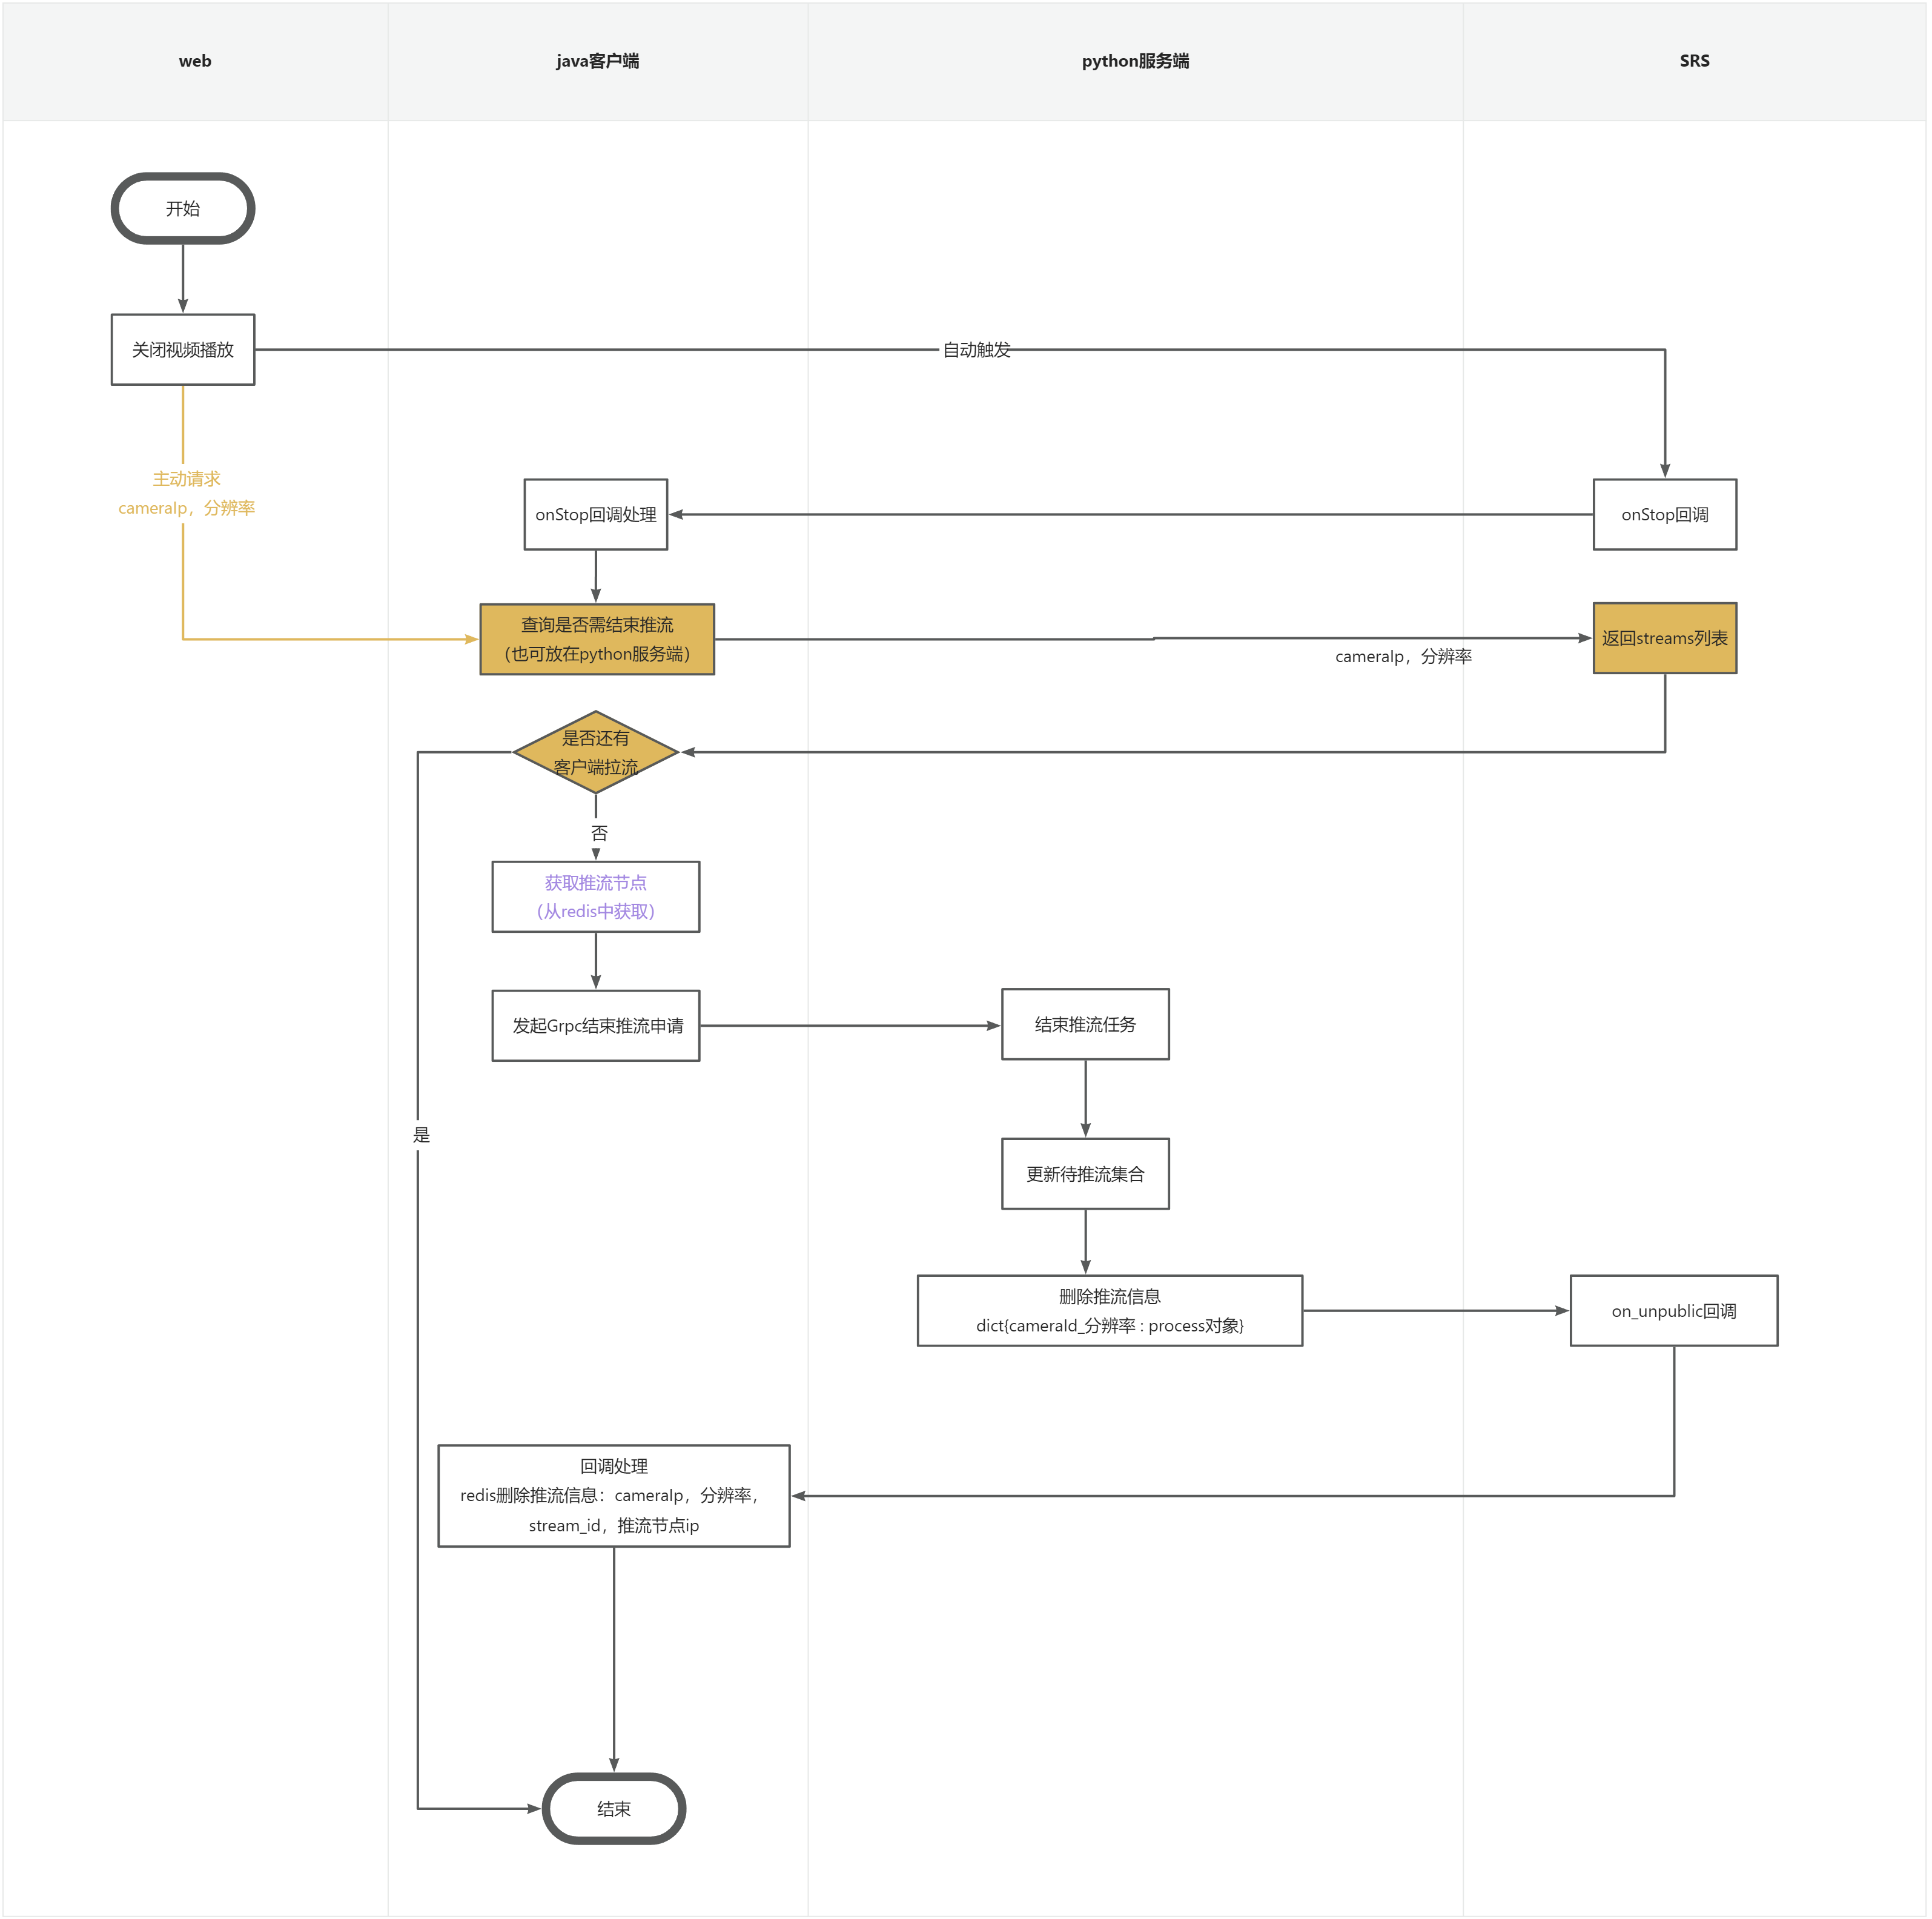 web
java客户端
python服务端
SRS
开始
关闭视频播放
自动触发
主动请求
cameraIp，分辨率
onStop回调处理
onStop回调
查询是否需结束推流
（也可放在python服务端）
cameraIp，分辨率
返回streams列表
是否还有
客户端拉流
否
获取推流节点
（从redis中获取）
发起Grpc结束推流申请
结束推流任务
是
更新待推流集合
删除推流信息
dict{cameraId_分辨率 : process对象}
on_unpublic回调
回调处理
redis删除推流信息：cameraIp，分辨率，
stream_id，推流节点ip
结束